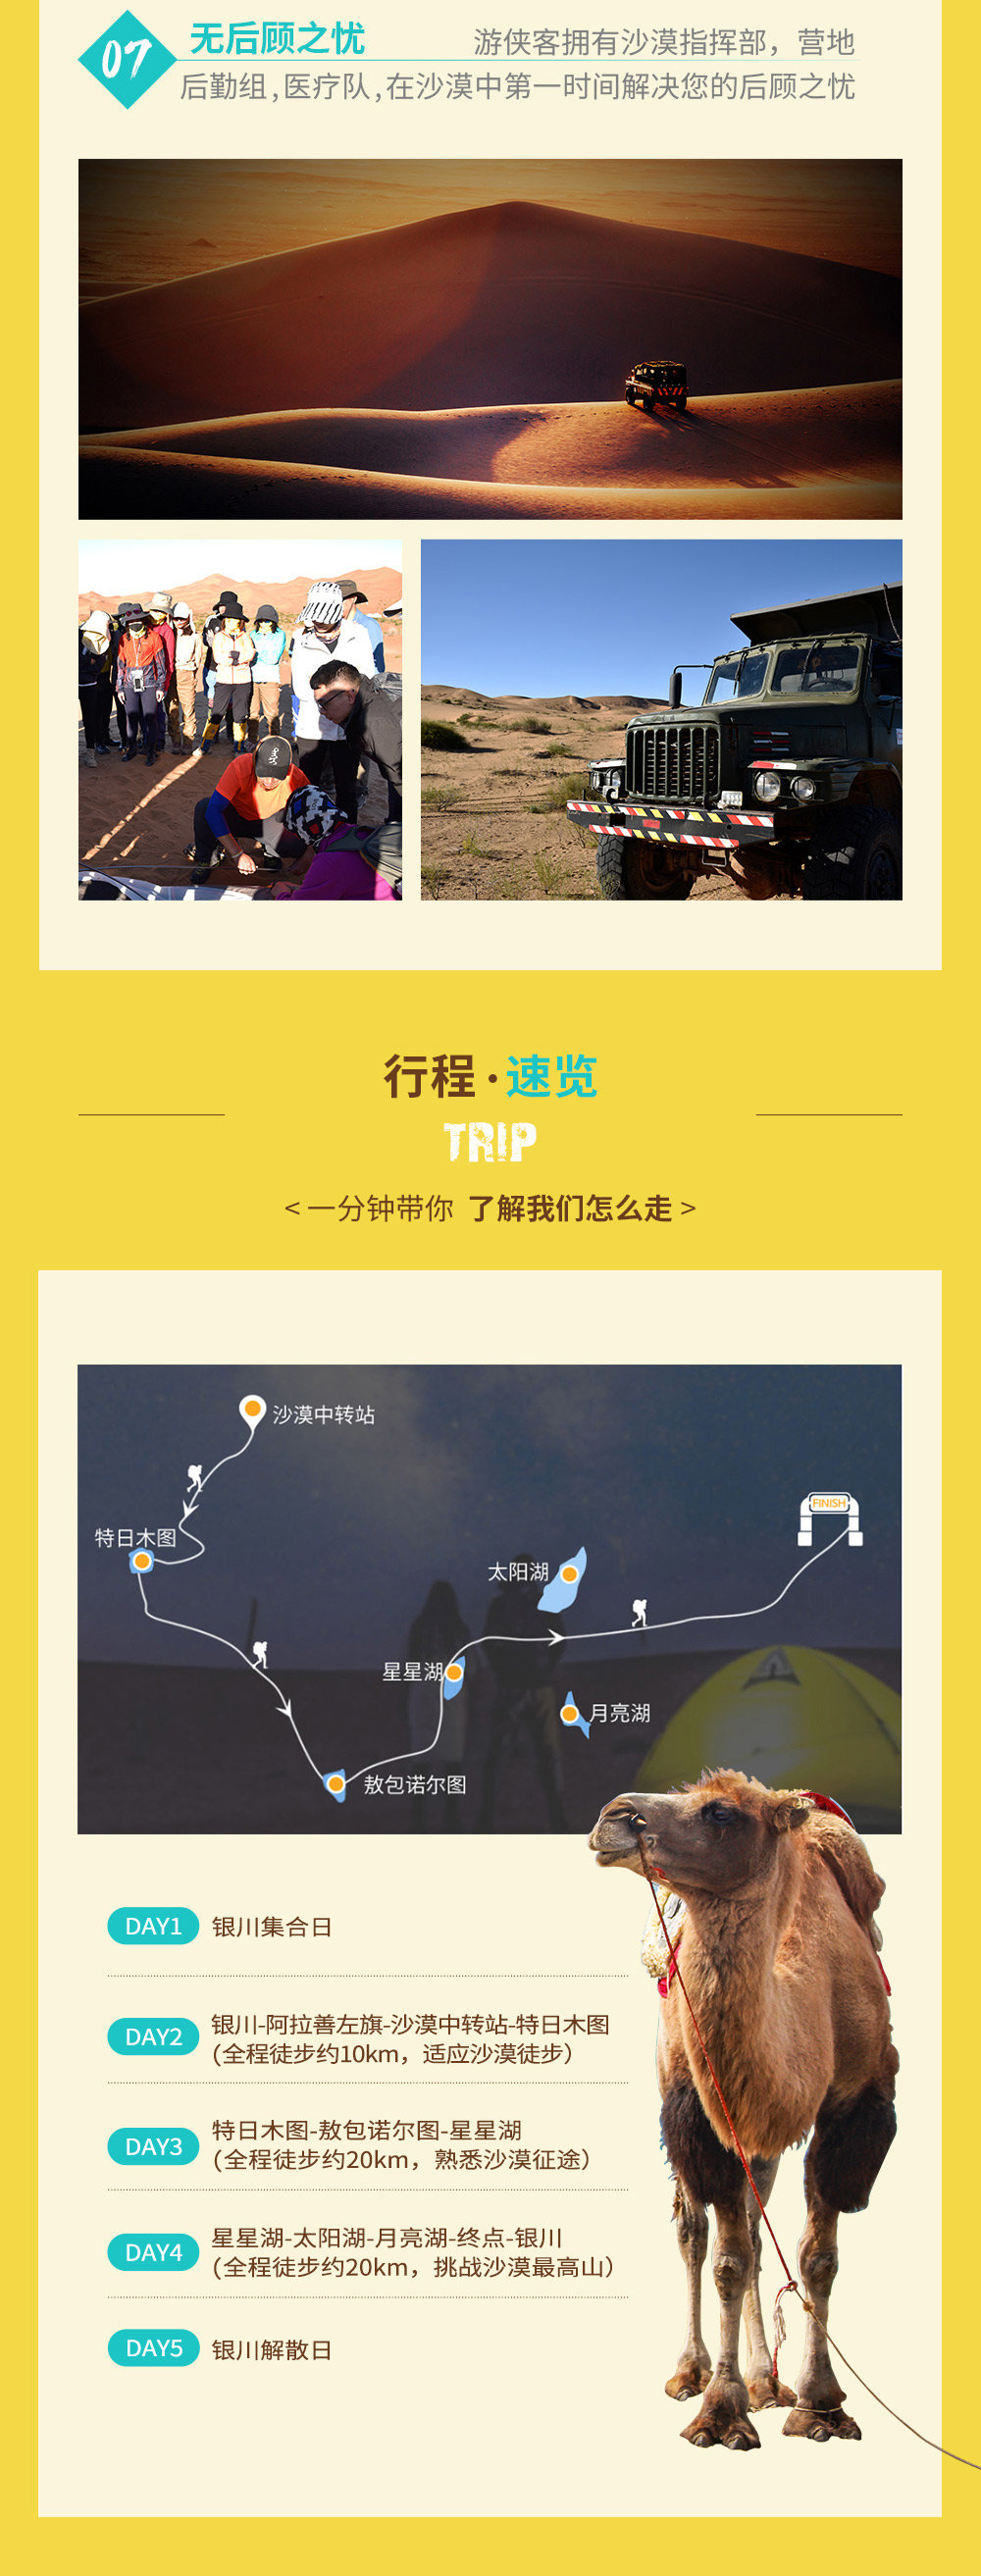 07
无后顾之忧
游侠客拥有沙漠指挥部，营地
后勤组,医疗队,在沙漠中第一时间解决您的后顾之忧
行程·速览
TRIP
<一分钟带你 了解我们怎么走>
沙漠中转站
FINISH
特日木图
太阳湖
星星湖
月亮湖
敖包诺尔图
DAY1 银川集合日
DAY2 银川-阿拉善左旗-沙漠中转站-特日木图
(全程徒步约10km，适应沙漠徒步）
DAY3 特日木图-敖包诺尔图-星星湖
(全程徒步约20km，熟悉沙漠征途）
DAY4 星星湖-太阳湖-月亮湖-终点-银川
(全程徒步约20km，挑战沙漠最高山）
DAY5 银川解散日